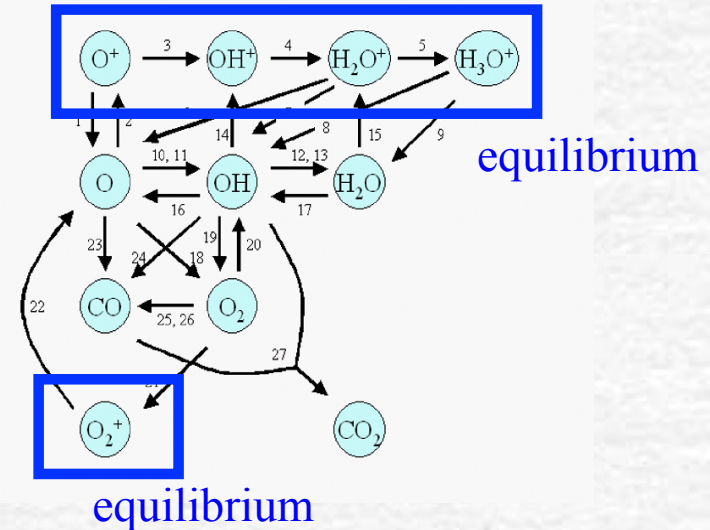 O⁺ 3 OH⁺ 4 H₂O⁺ 5 H₃O⁺
1 2 14 8 15 9
equilibrium
O 10, 11 OH 12, 13 H₂O
16 17
23 24 18 19 20
22 CO 25, 26 O₂
27
O₂⁺ CO₂
equilibrium